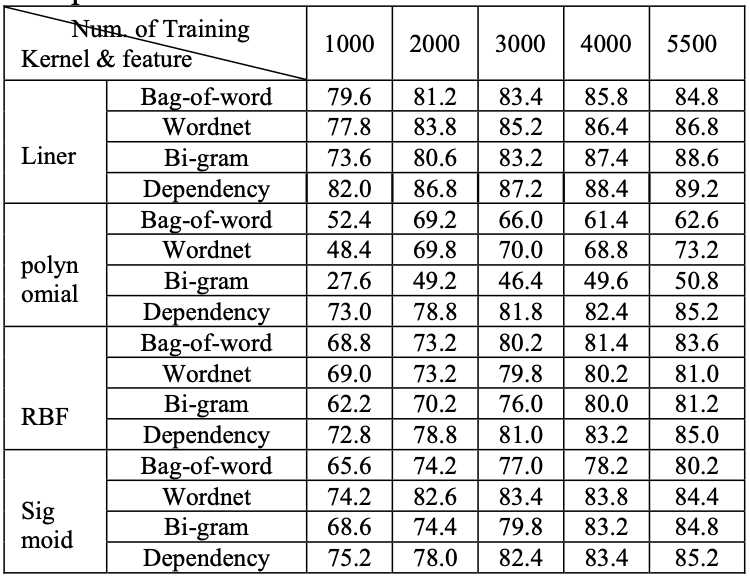 Num. of Training
Kernel & feature
1000 2000 3000 4000 5500
Liner
Bag-of-word 79.6 81.2 83.4 85.8 84.8
Wordnet 77.8 83.8 85.2 86.4 86.8
Bi-gram 73.6 80.6 83.2 87.4 88.6
Dependency 82.0 86.8 87.2 88.4 89.2
polyn
omial
Bag-of-word 52.4 69.2 66.0 61.4 62.6
Wordnet 48.4 69.8 70.0 68.8 73.2
Bi-gram 27.6 49.2 46.4 49.6 50.8
Dependency 73.0 78.8 81.8 82.4 85.2
RBF
Bag-of-word 68.8 73.2 80.2 81.4 83.6
Wordnet 69.0 73.2 79.8 80.2 81.0
Bi-gram 62.2 70.2 76.0 80.0 81.2
Dependency 72.8 78.8 81.0 83.2 85.0
Sig
moid
Bag-of-word 65.6 74.2 77.0 78.2 80.2
Wordnet 74.2 82.6 83.4 83.8 84.4
Bi-gram 68.6 74.4 79.8 83.2 84.8
Dependency 75.2 78.0 82.4 83.4 85.2